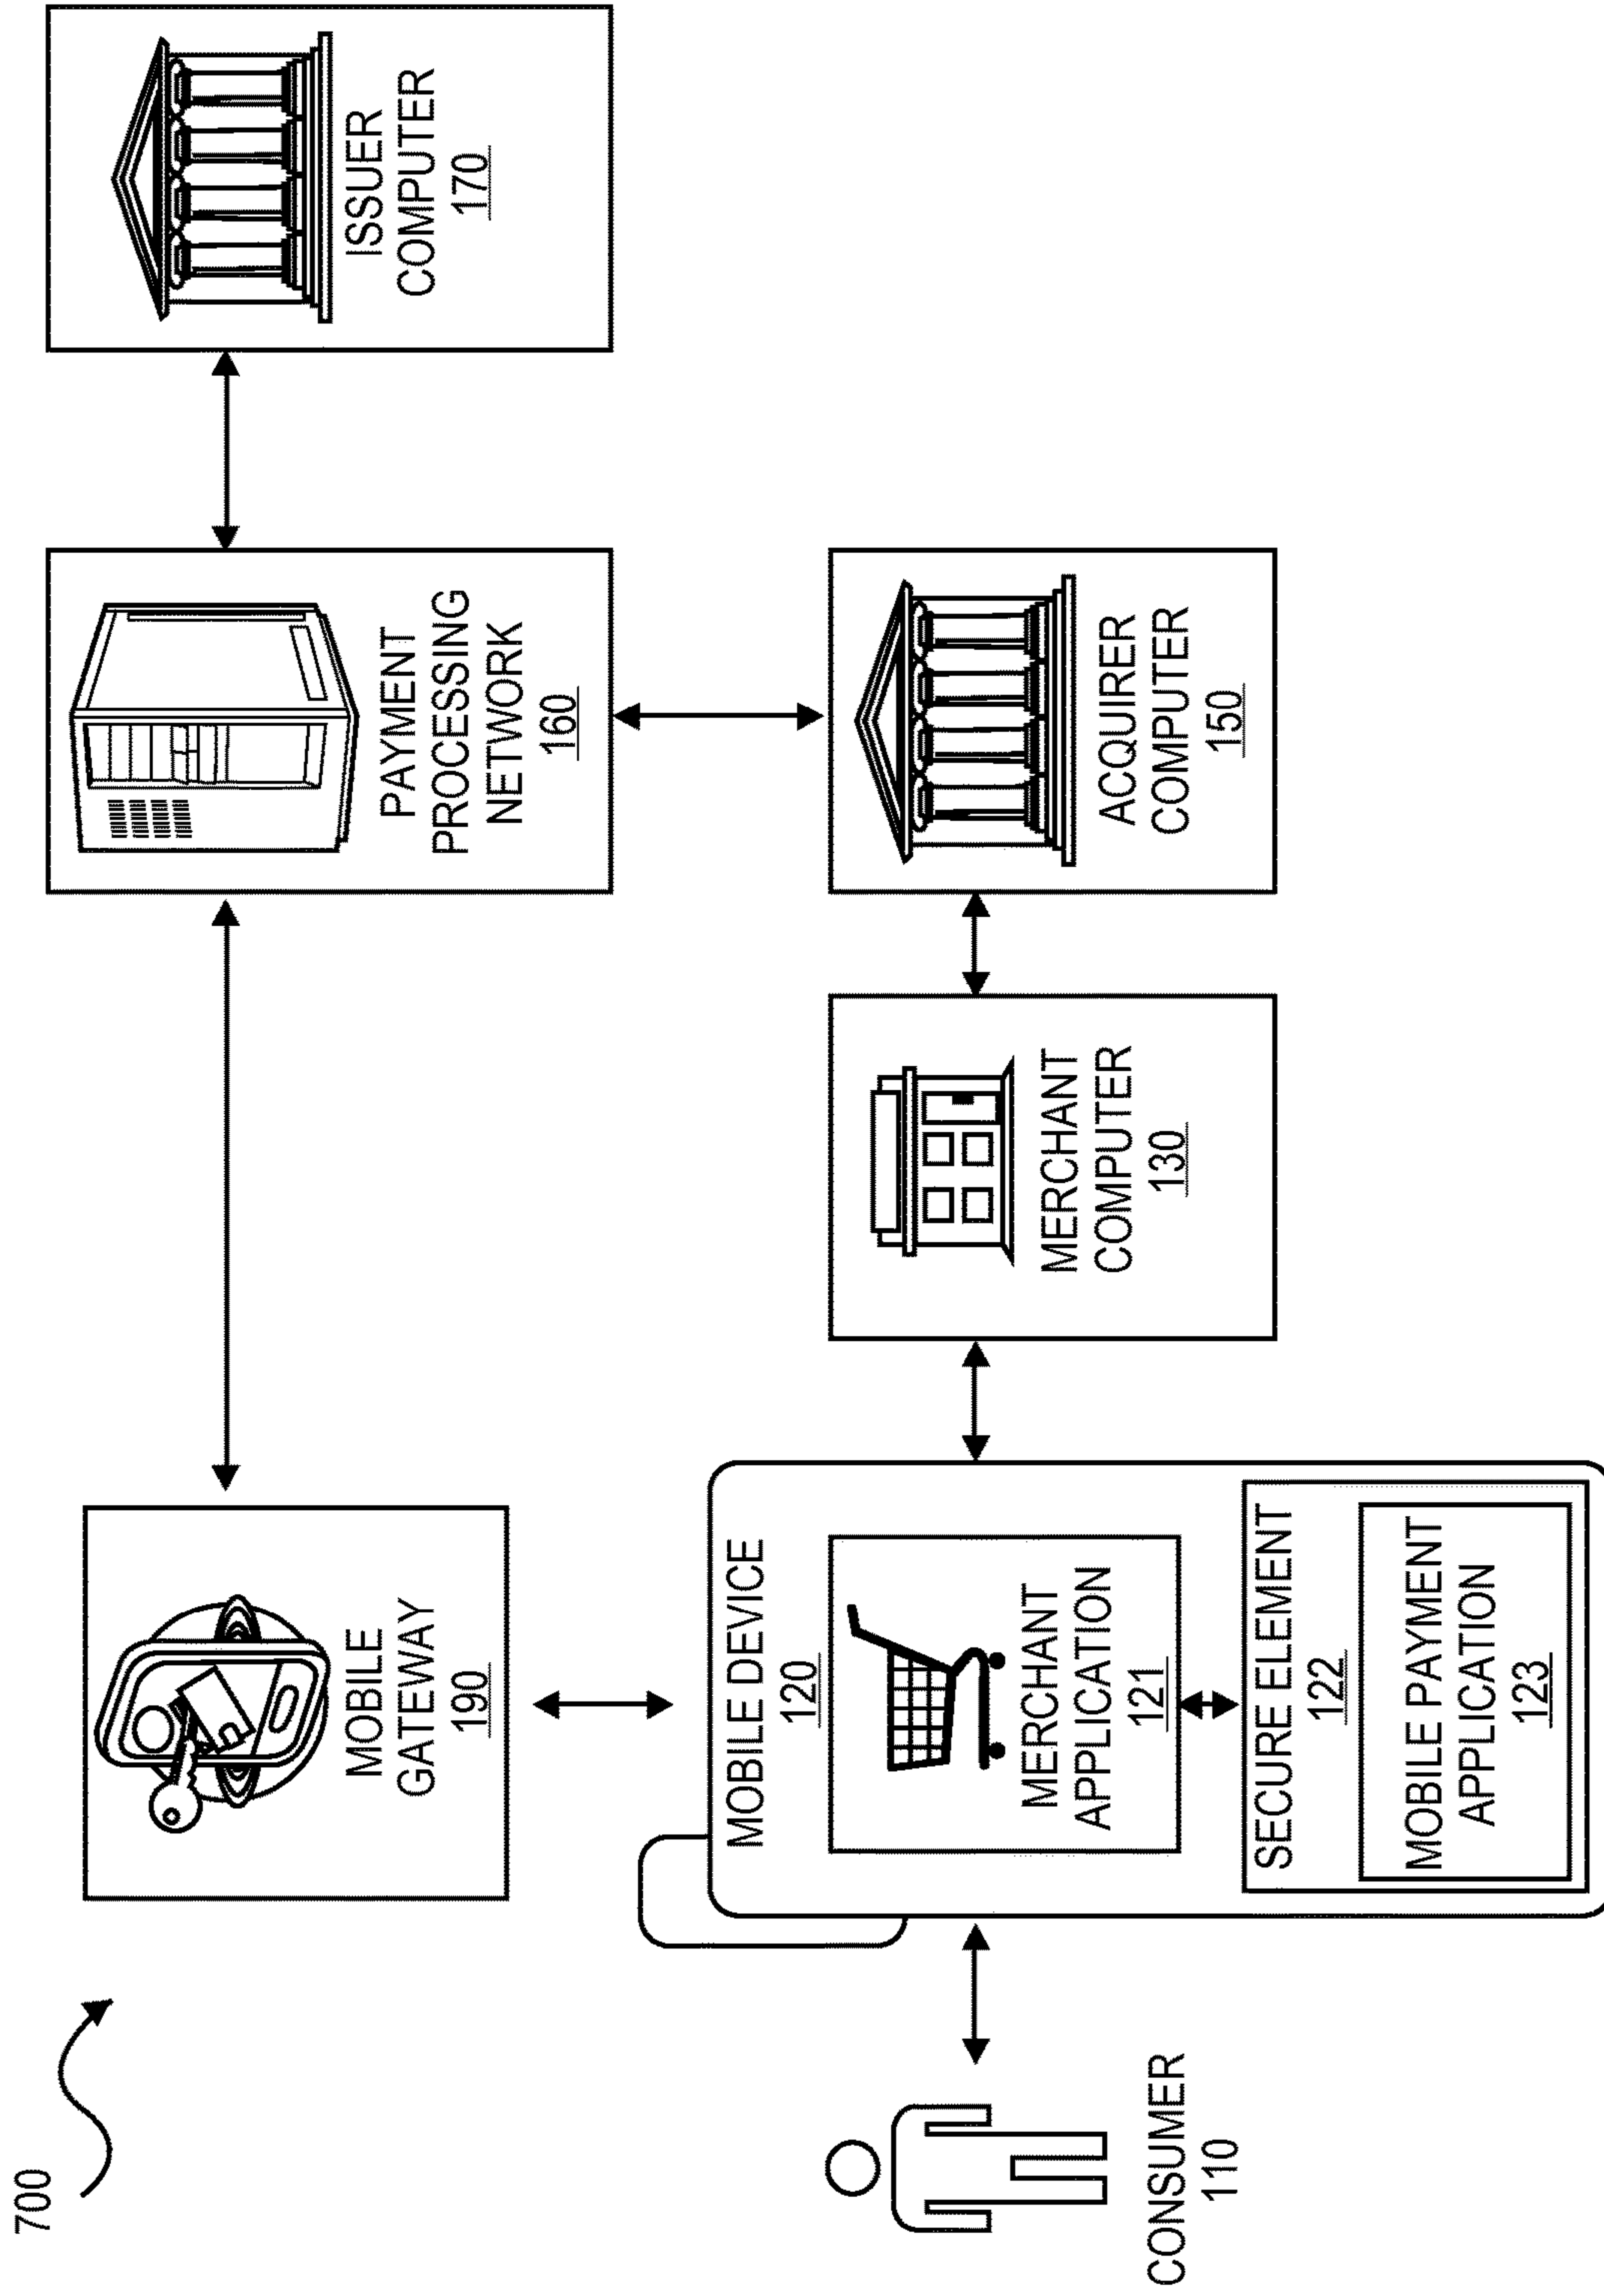 700
MOBILE
GATEWAY
190
PAYMENT
PROCESSING
NETWORK
160
ISSUER
COMPUTER
170
CONSUMER
110
MOBILE DEVICE
120
MERCHANT
APPLICATION
121
SECURE ELEMENT
122
MOBILE PAYMENT
APPLICATION
123
MERCHANT
COMPUTER
130
ACQUIRER
COMPUTER
150